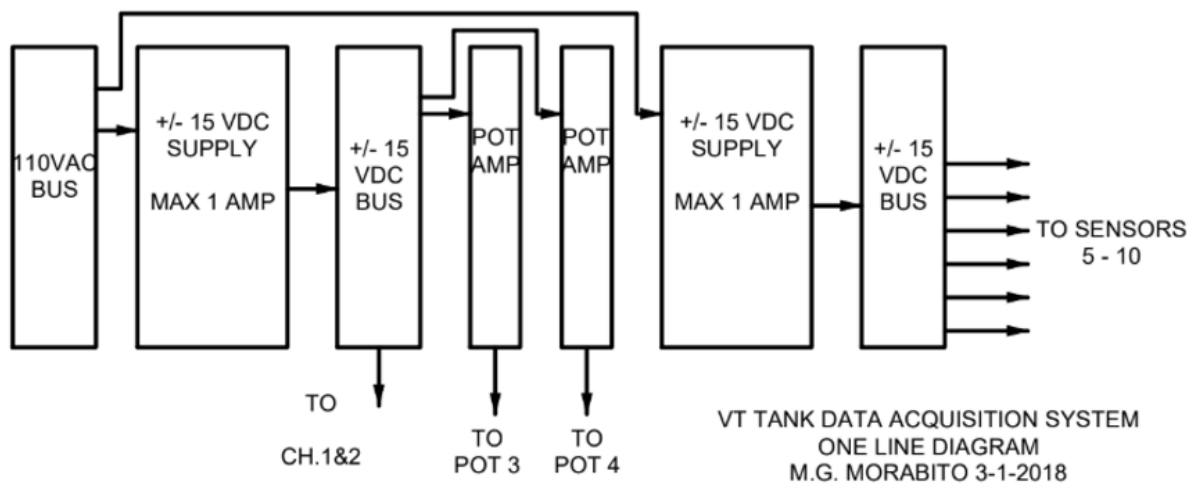 110VAC
BUS
+/- 15 VDC
SUPPLY
MAX 1 AMP
+/- 15
VDC
BUS
POT
AMP
POT
AMP
+/- 15 VDC
SUPPLY
MAX 1 AMP
+/- 15
VDC
BUS
TO SENSORS
5 - 10
TO
CH.1&2
TO
POT 3
TO
POT 4
VT TANK DATA ACQUISITION SYSTEM
ONE LINE DIAGRAM
M.G. MORABITO 3-1-2018